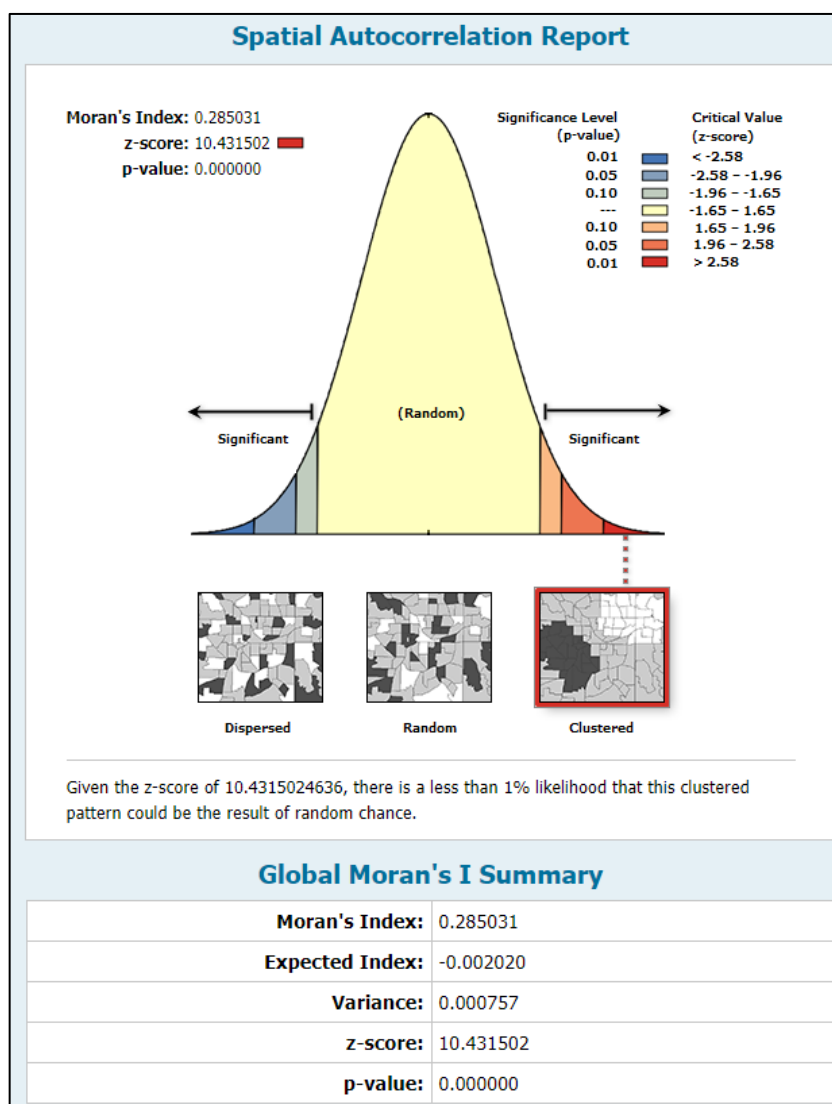 Spatial Autocorrelation Report
Moran's Index: 0.285031
z-score: 10.431502
p-value: 0.000000
Significance Level
(p-value)
Critical Value
(z-score)
0.01 < -2.58
0.05 -2.58 – -1.96
0.10 -1.96 – -1.65
--- -1.65 – 1.65
0.10 1.65 – 1.96
0.05 1.96 – 2.58
0.01 > 2.58
Significant
(Random)
Significant
Dispersed
Random
Clustered
Given the z-score of 10.4315024636, there is a less than 1% likelihood that this clustered
pattern could be the result of random chance.
Global Moran's I Summary
Moran's Index: 0.285031
Expected Index: -0.002020
Variance: 0.000757
z-score: 10.431502
p-value: 0.000000